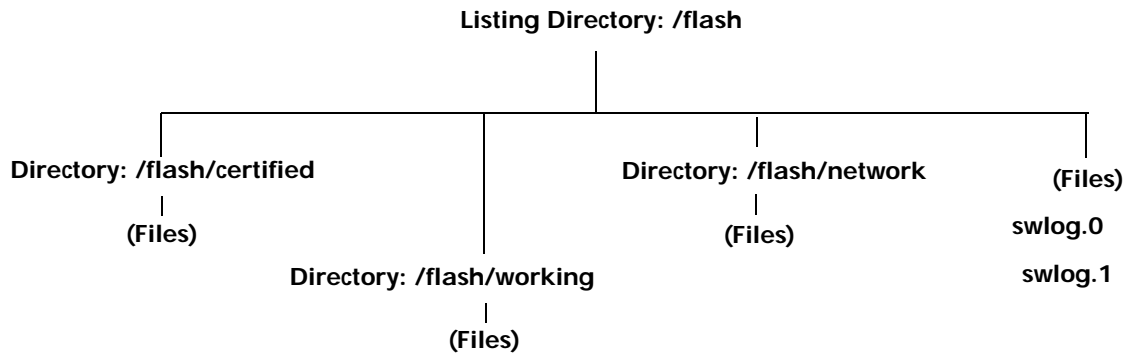 Listing Directory: /flash
Directory: /flash/certified
(Files)
Directory: /flash/working
(Files)
Directory: /flash/network
(Files)
(Files)
swlog.0
swlog.1